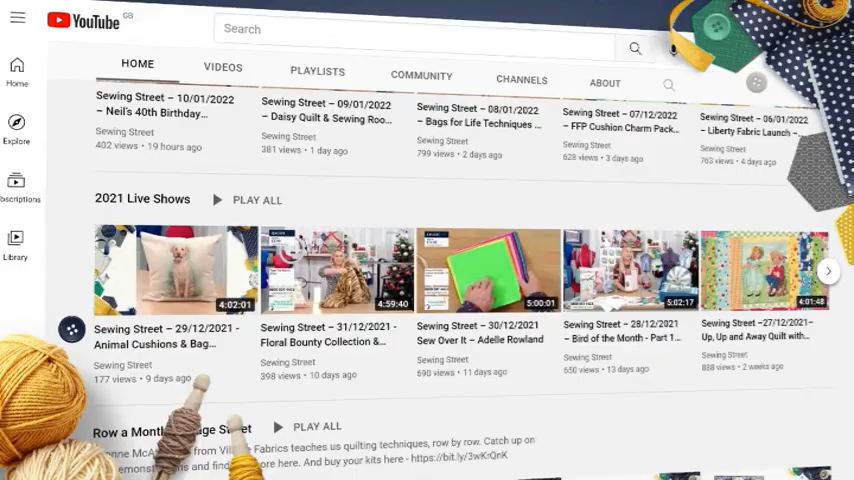 YouTube GB
Search
Home
Explore
bscriptions
Library
HOME
VIDEOS
PLAYLISTS
COMMUNITY
CHANNELS
ABOUT
Sewing Street – 10/01/2022
– Neil's 40th Birthday...
Sewing Street
402 views • 19 hours ago
Sewing Street – 09/01/2022
– Daisy Quilt & Sewing Roo...
Sewing Street
381 views • 1 day ago
Sewing Street – 08/01/2022
– Bags for Life Techniques ...
Sewing Street
799 views • 2 days ago
Sewing Street – 07/12/2022
– FFP Cushion Charm Pack...
Sewing Street
628 views • 3 days ago
Sewing Street – 06/01/2022
– Liberty Fabric Launch –...
Sewing Street
763 views • 4 days ago
2021 Live Shows
PLAY ALL
4:02:01
4:59:40
5:00:01
5:02:17
4:01:48
Sewing Street – 29/12/2021 -
Animal Cushions & Bag...
Sewing Street
177 views • 9 days ago
Sewing Street – 31/12/2021 -
Floral Bounty Collection &...
Sewing Street
398 views • 10 days ago
Sewing Street – 30/12/2021
Sew Over It – Adelle Rowland
Sewing Street
690 views • 11 days ago
Sewing Street – 28/12/2021
– Bird of the Month - Part 1...
Sewing Street
650 views • 13 days ago
Sewing Street –27/12/2021–
Up, Up and Away Quilt with...
Sewing Street
888 views • 2 weeks ago
Row a Month Street
PLAY ALL
from Fabrics teaches us quilting techniques, row by row. Catch up on
and more here. And buy your kits here - https://bit.ly/3wKrQnK